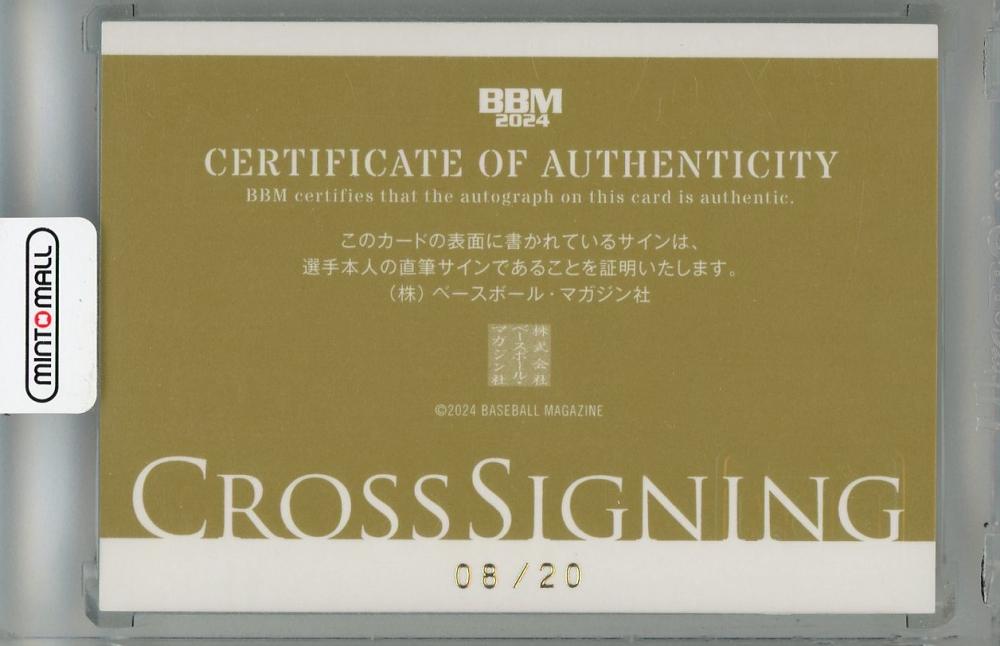 BBM
2024
CERTIFICATE OF AUTHENTICITY
BBM certifies that the autograph on this card is authentic.
このカードの表面に書かれているサインは、
選手本人の直筆サインであることを証明いたします。
（株）ベースボール・マガジン社
株式会社
ベースボール・
マガジン社
©2024 BASEBALL MAGAZINE
CROSSSIGNING
08/20
MINTOMALL